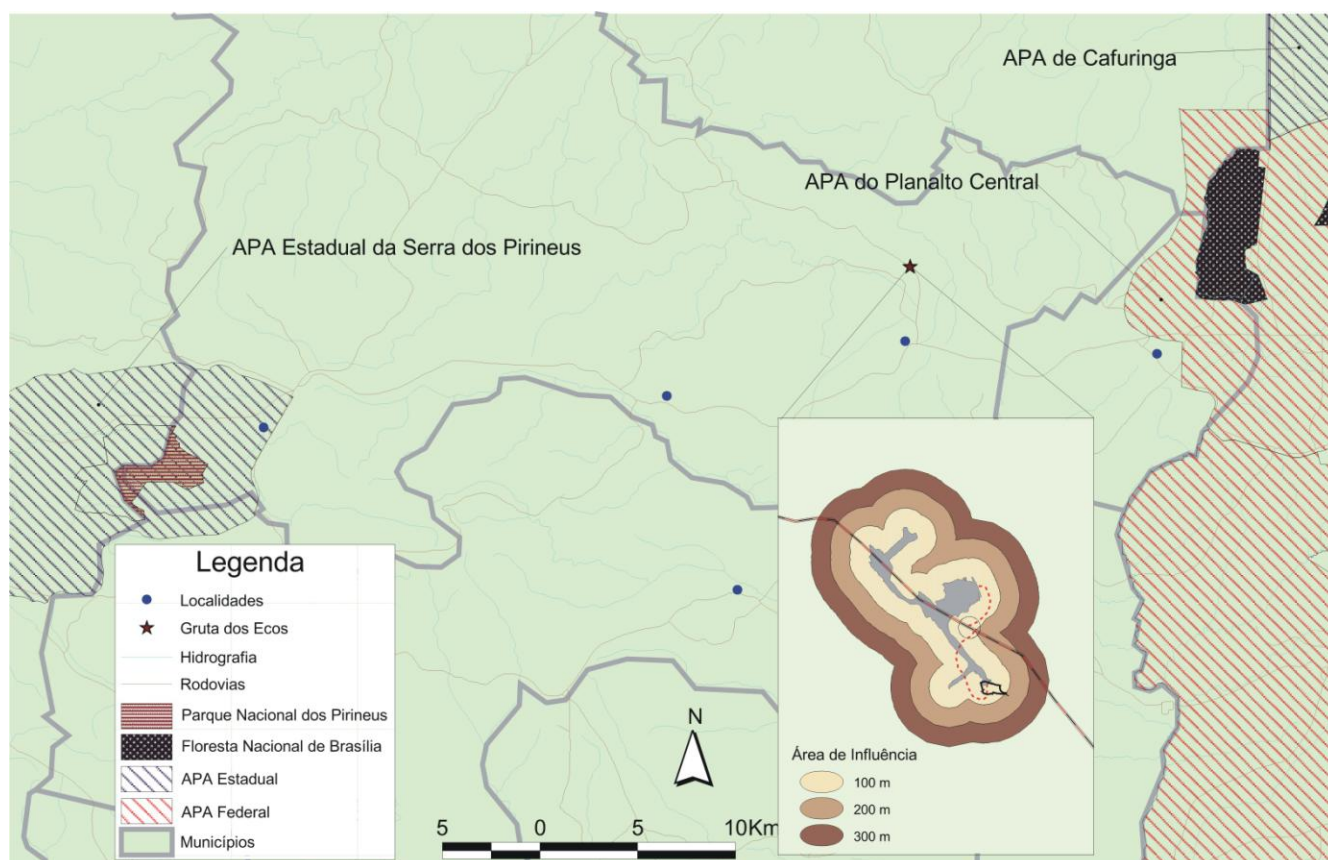 APA de Cafuringa
APA do Planalto Central
APA Estadual da Serra dos Pirineus
Legenda
Localidades
Gruta dos Ecos
Hidrografia
Rodovias
Parque Nacional dos Pirineus
Floresta Nacional de Brasília
APA Estadual
APA Federal
Municípios
N
5 0 5 10Km
Área de Influência
100 m
200 m
300 m